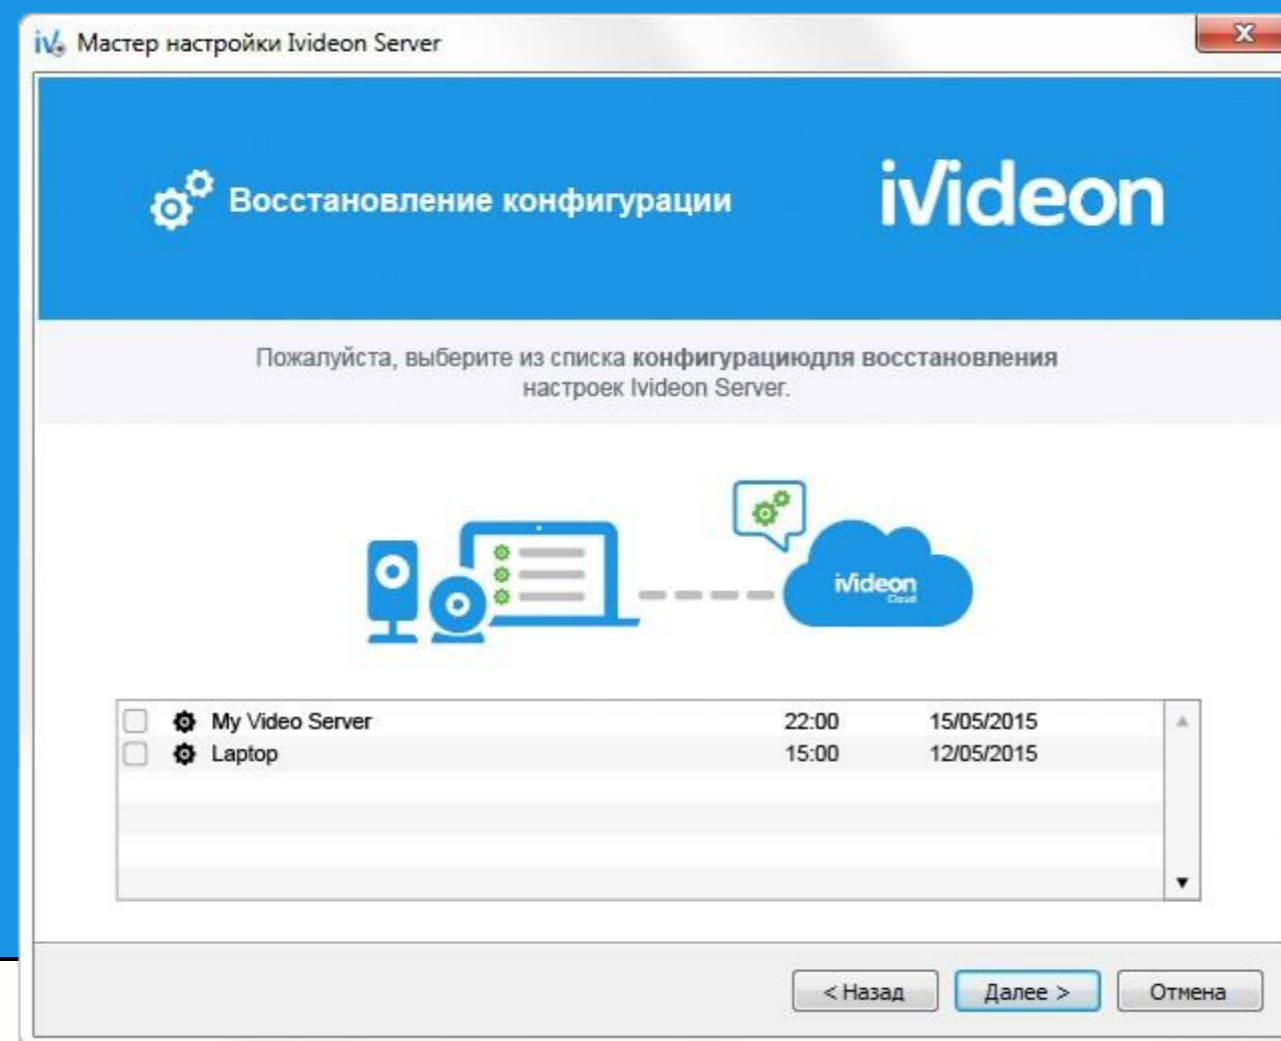 Мастер настройки Ivideon Server
X
Восстановление конфигурации
iVideon
Пожалуйста, выберите из списка конфигурациюдля восстановления
настроек Ivideon Server.
iVideon
Cloud
My Video Server 22:00 15/05/2015
Laptop 15:00 12/05/2015
< Назад Далее > Отмена